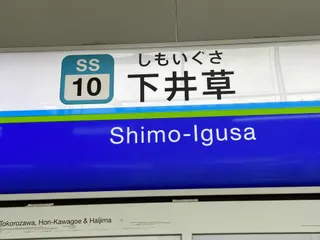 SS
10
しもいぐさ
下井草
Shimo-Igusa
Tokorozawa, Hon-Kawagoe & Haijima